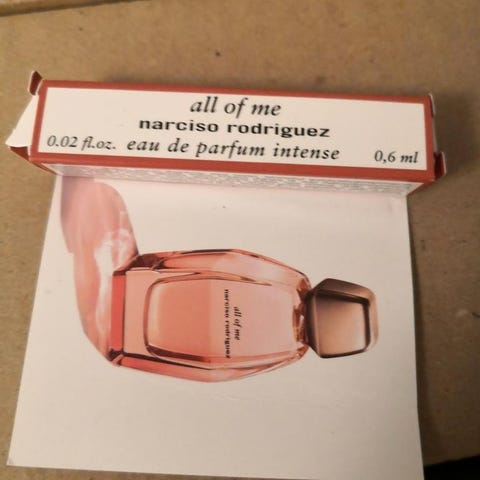 all of me
narciso rodriguez
0.02 fl.oz. eau de parfum intense 0,6 ml
all of me
narciso rodriguez